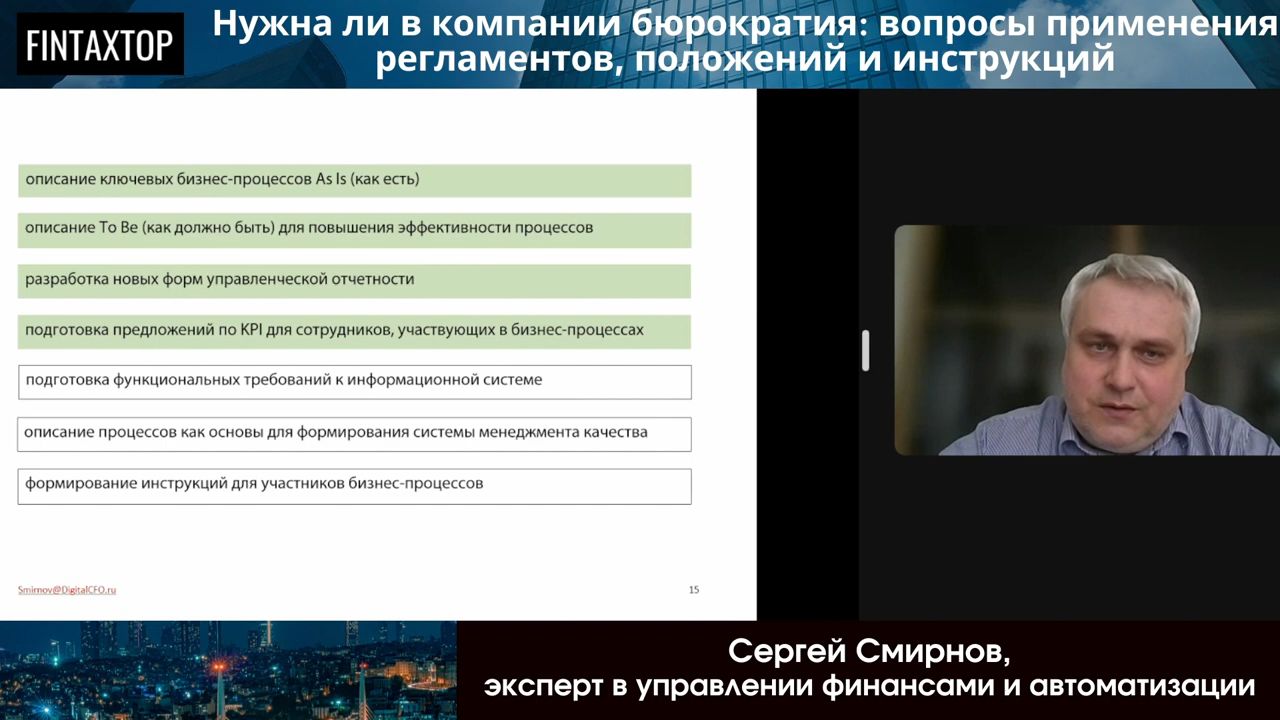 FINTAXTOP
Нужна ли в компании бюрократия: вопросы применения
регламентов, положений и инструкций
описание ключевых бизнес-процессов As Is (как есть)
описание To Be (как должно быть) для повышения эффективности процессов
разработка новых форм управленческой отчетности
подготовка предложений по KPI для сотрудников, участвующих в бизнес-процессах
подготовка функциональных требований к информационной системе
описание процессов как основы для формирования системы менеджмента качества
формирование инструкций для участников бизнес-процессов
Smirnov@DigitalCFO.ru
15
Сергей Смирнов,
эксперт в управлении финансами и автоматизации